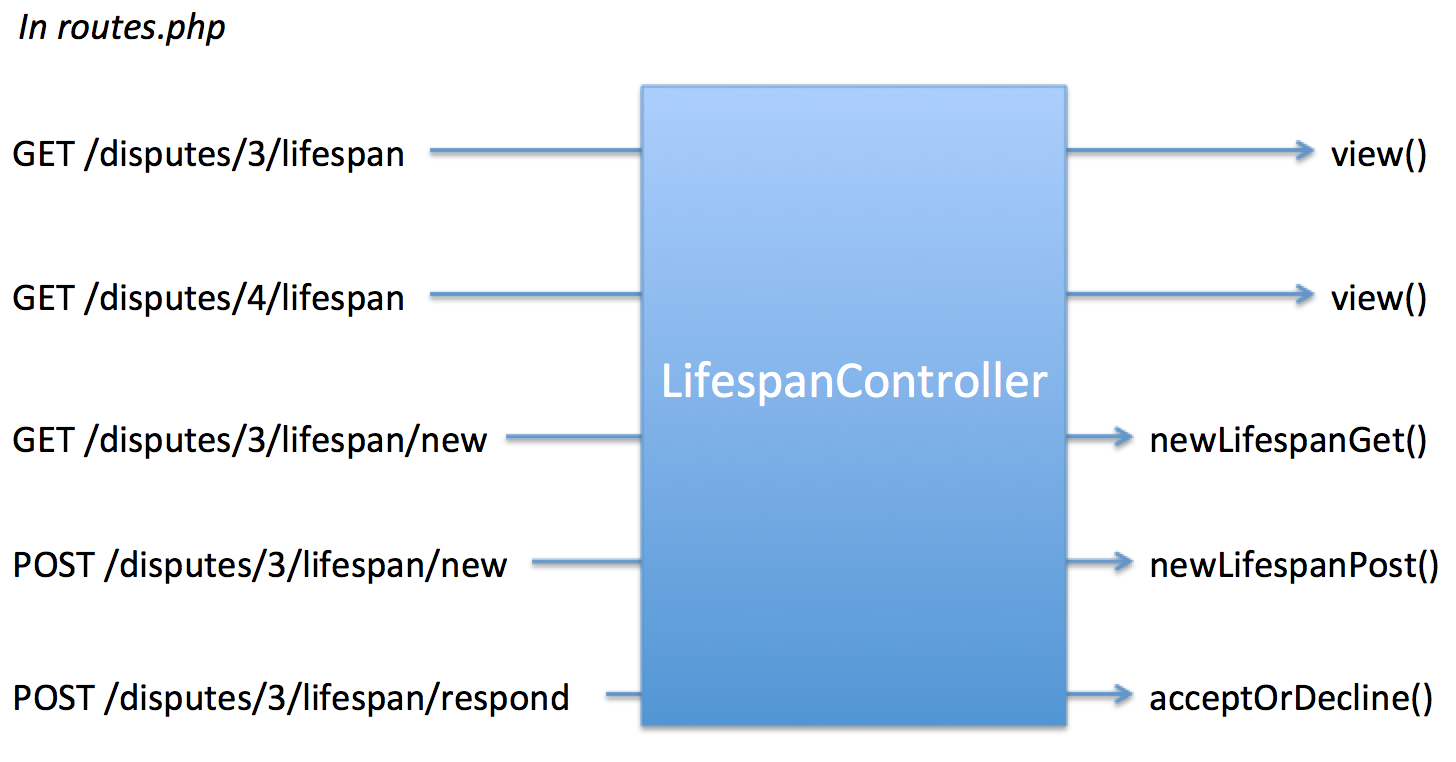 In routes.php
GET /disputes/3/lifespan
view()
GET /disputes/4/lifespan
view()
LifespanController
GET /disputes/3/lifespan/new
newLifespanGet()
POST /disputes/3/lifespan/new
newLifespanPost()
POST /disputes/3/lifespan/respond
acceptOrDecline()